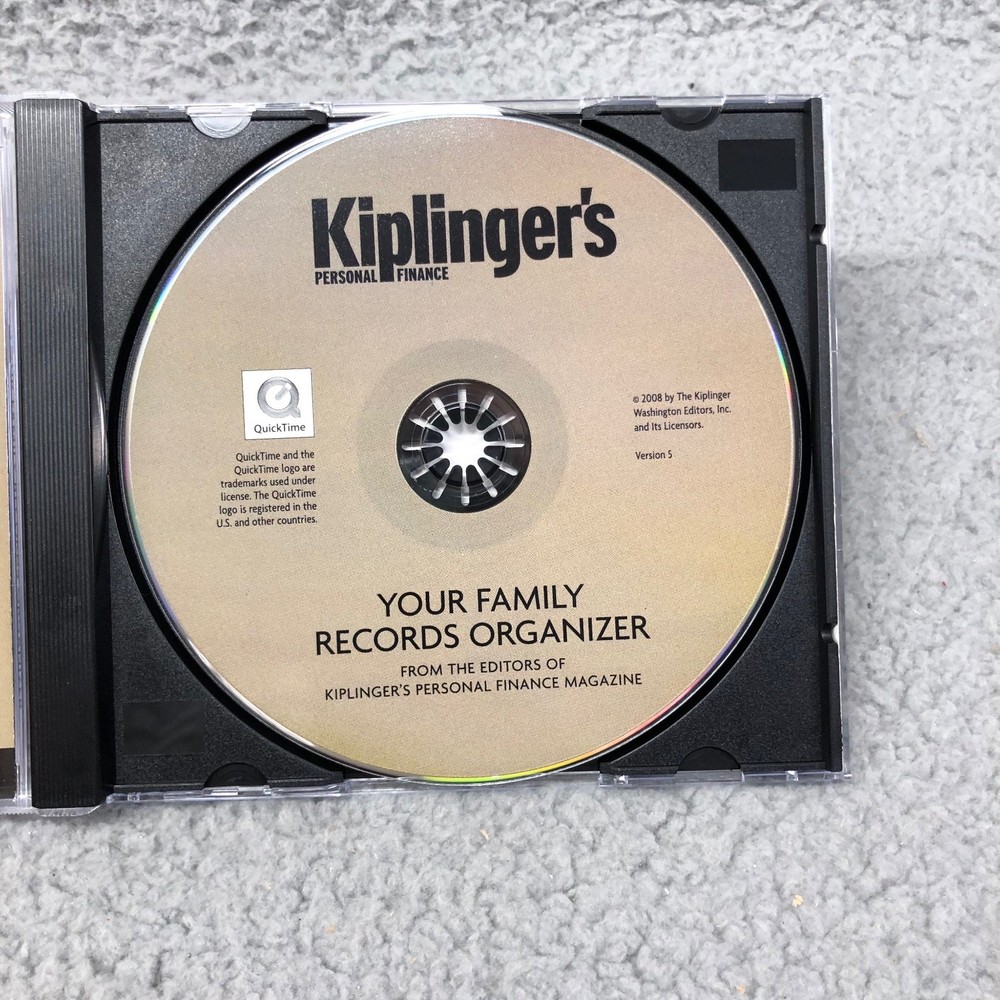 Kiplinger's
PERSONAL FINANCE
QuickTime
QuickTime and the
QuickTime logo are
trademarks used under
license. The QuickTime
logo is registered in the
U.S. and other countries.
© 2008 by The Kiplinger
Washington Editors, Inc.
and Its Licensors.
Version 5
YOUR FAMILY
RECORDS ORGANIZER
FROM THE EDITORS OF
KIPLINGER'S PERSONAL FINANCE MAGAZINE